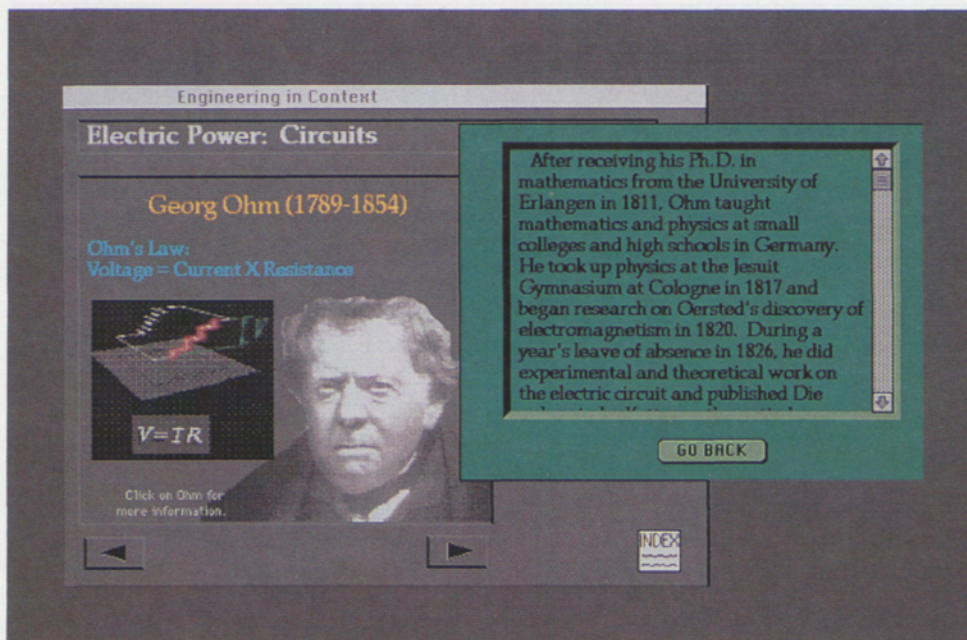 Engineering in Context
Electric Power: Circuits
Georg Ohm (1789-1854)
Ohm's Law:
Voltage = Current X Resistance
V=IR
Click on Ohm for
more information.
After receiving his Ph.D. in
mathematics from the University of
Erlangen in 1811, Ohm taught
mathematics and physics at small
colleges and high schools in Germany.
He took up physics at the Jesuit
Gymnasium at Cologne in 1817 and
began research on Oersted's discovery of
electromagnetism in 1820. During a
year's leave of absence in 1826, he did
experimental and theoretical work on
the electric circuit and published Die
GO BACK
INDEX